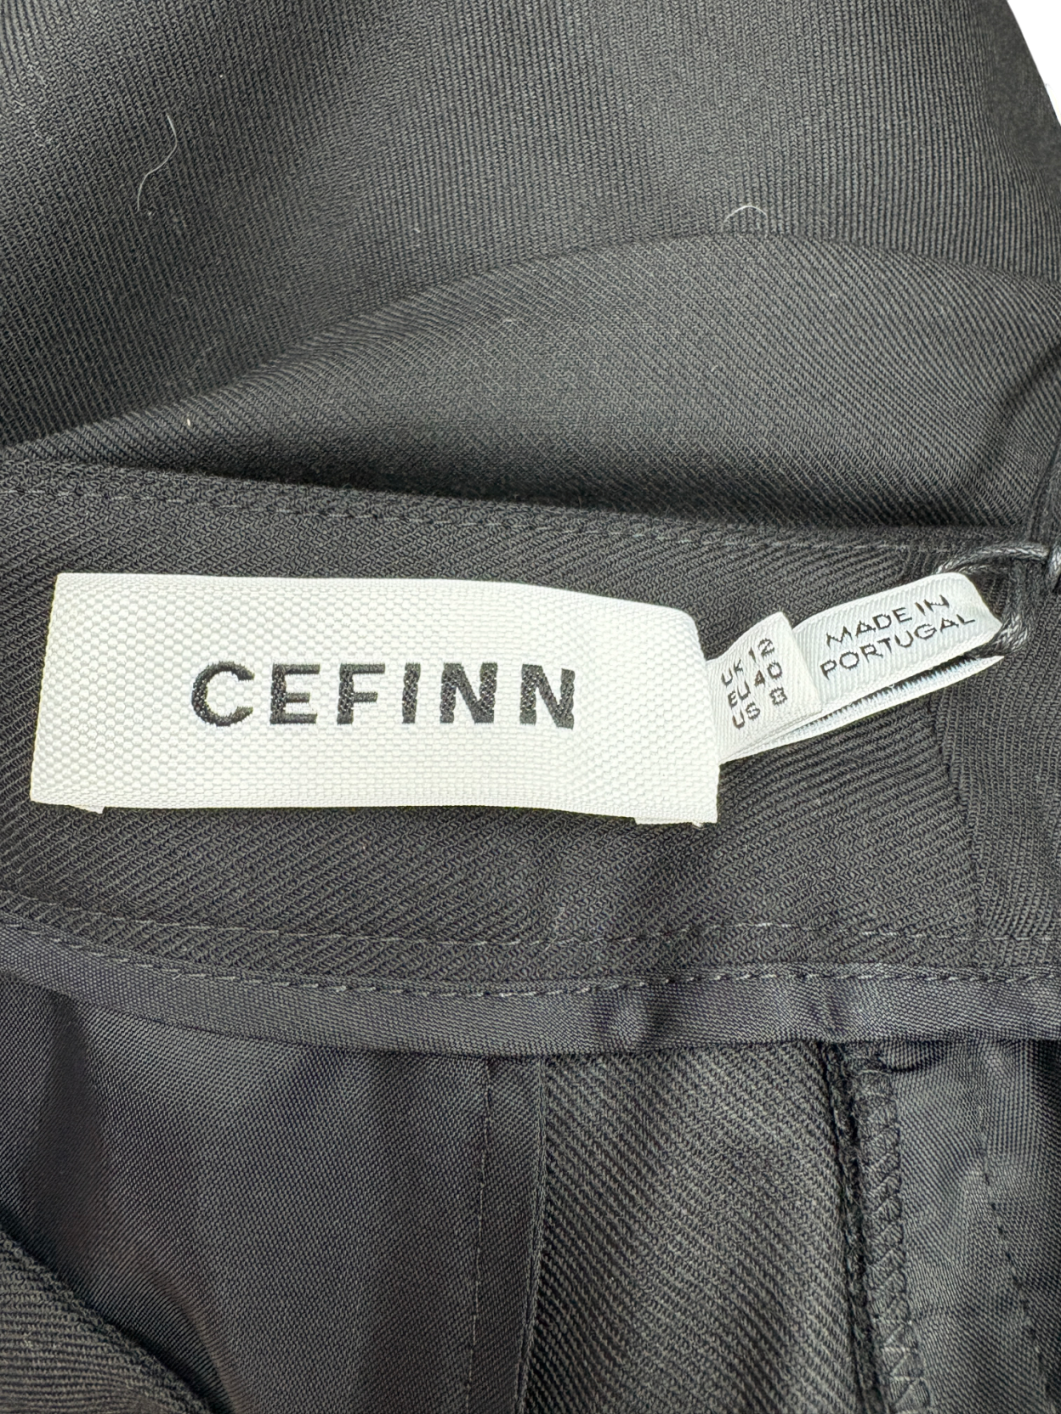 CEFINN
UK 12
EU 40
US 8
MADE IN
PORTUGAL